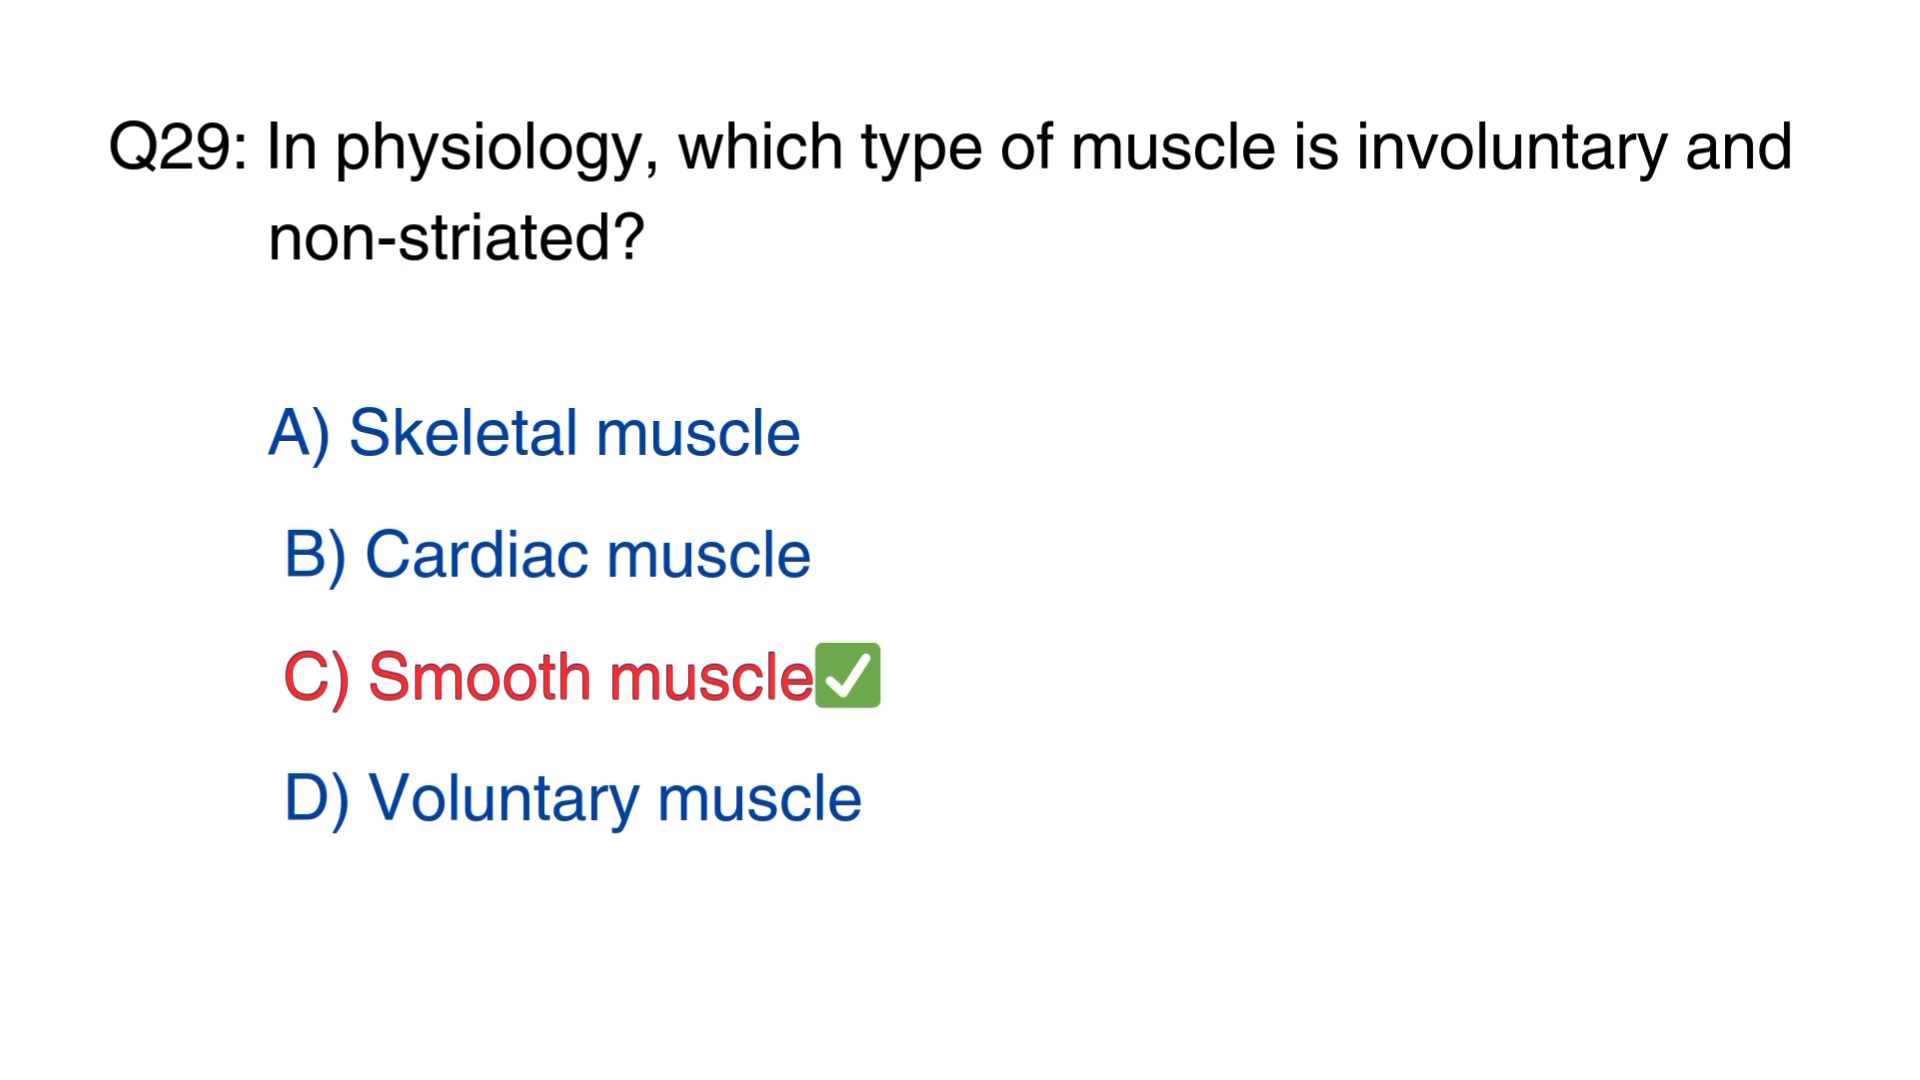 Q29: In physiology, which type of muscle is involuntary and
non-striated?
A) Skeletal muscle
B) Cardiac muscle
C) Smooth muscle✅
D) Voluntary muscle